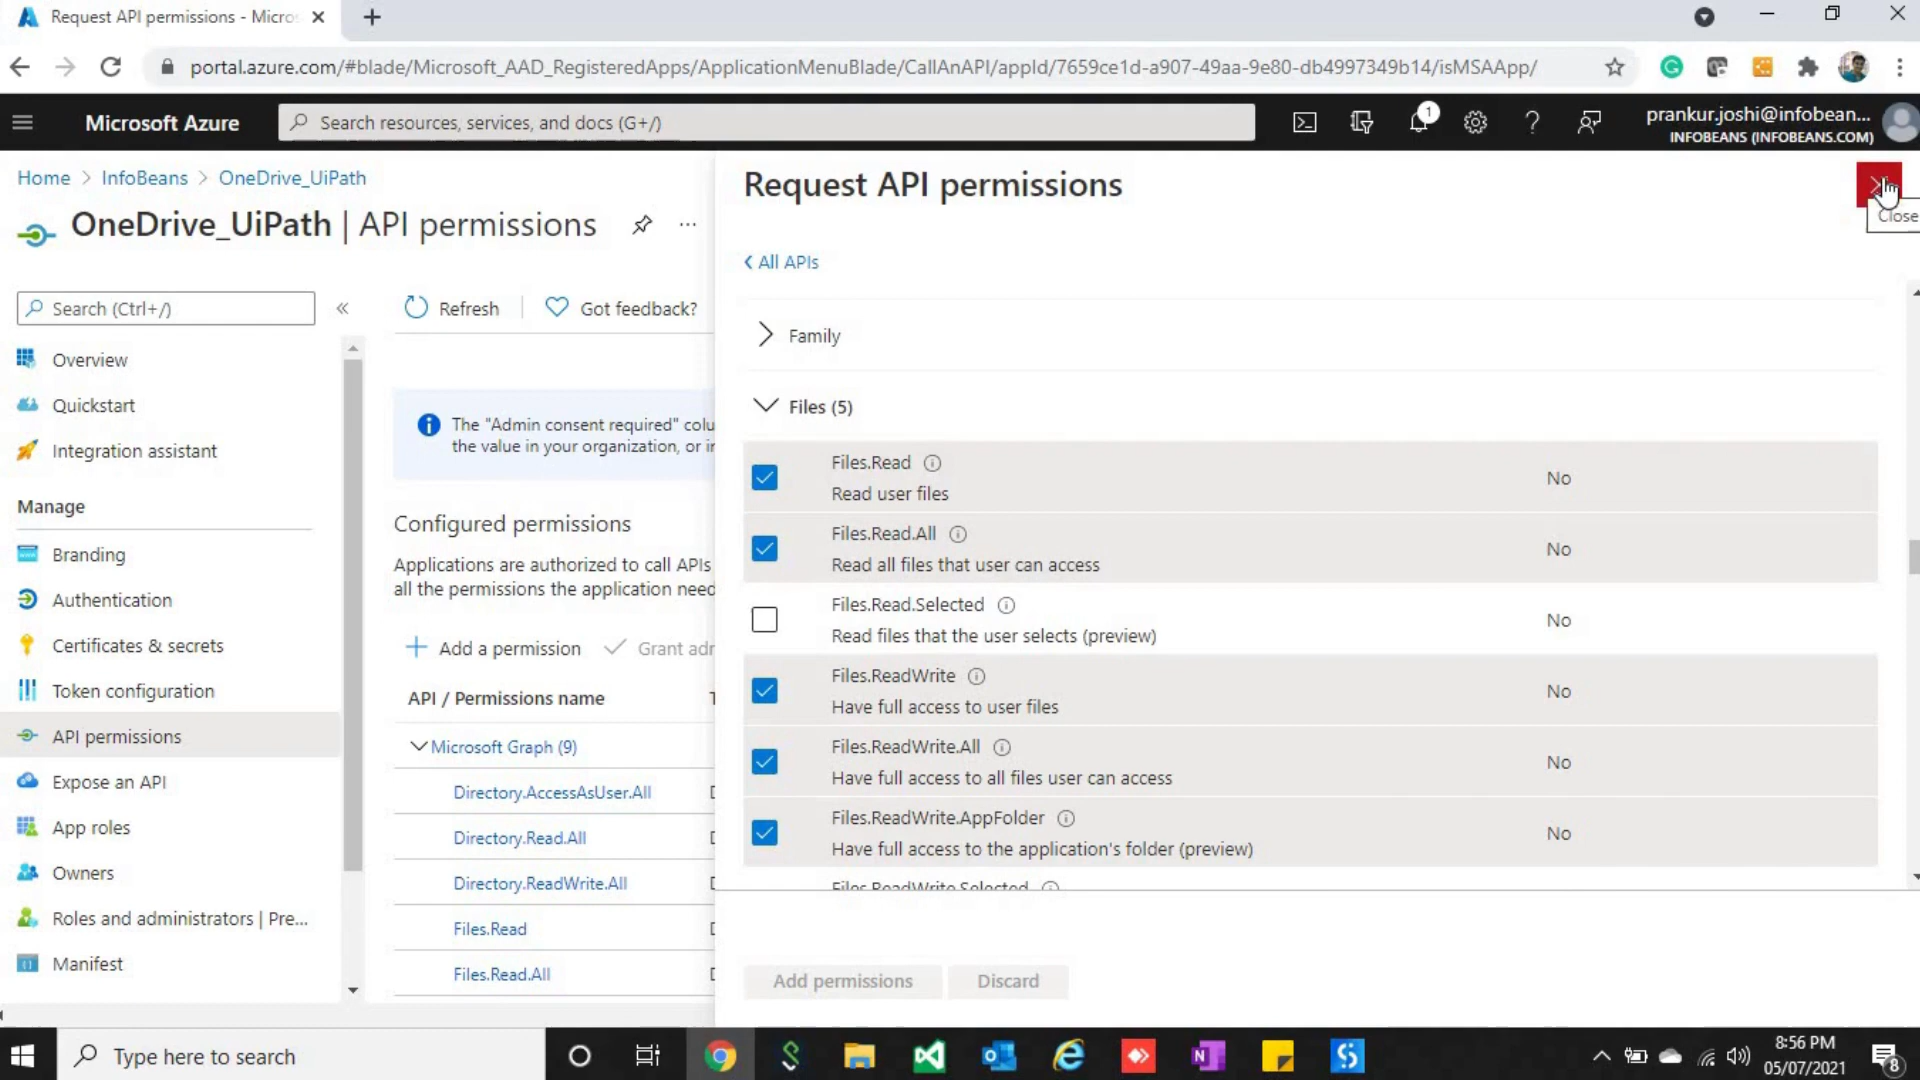 Request API permissions - Micro
portal.azure.com/#blade/Microsoft_AAD_RegisteredApps/ApplicationMenuBlade/CallAnAPI/appId/7659ce1d-a907-49aa-9e80-db4997349b14/isMSAApp/
Microsoft Azure
Search resources, services, and docs (G+/)
1
prankur.joshi@infobean...
INFOBEANS (INFOBEANS.COM)
Home > InfoBeans > OneDrive_UiPath
OneDrive_UiPath | API permissions
...
Search (Ctrl+/)
«
Overview
Quickstart
Integration assistant
Manage
Branding
Authentication
Certificates & secrets
Token configuration
API permissions
Expose an API
App roles
Owners
Roles and administrators | Pre...
Manifest
Refresh
Got feedback?
The "Admin consent required" colu
the value in your organization, or in
Configured permissions
Applications are authorized to call APIs
all the permissions the application need
Add a permission
Grant adr
API / Permissions name
Microsoft Graph (9)
Directory.AccessAsUser.All
Directory.Read.All
Directory.ReadWrite.All
Files.Read
Files.Read.All
Request API permissions
Close
All APIs
Family
Files (5)
Files.Read
Read user files
No
Files.Read.All
Read all files that user can access
No
Files.Read.Selected
Read files that the user selects (preview)
No
Files.ReadWrite
Have full access to user files
No
Files.ReadWrite.All
Have full access to all files user can access
No
Files.ReadWrite.AppFolder
Have full access to the application's folder (preview)
No
Files.ReadWrite.Selected
Add permissions
Discard
Type here to search
8:56 PM
05/07/2021
8